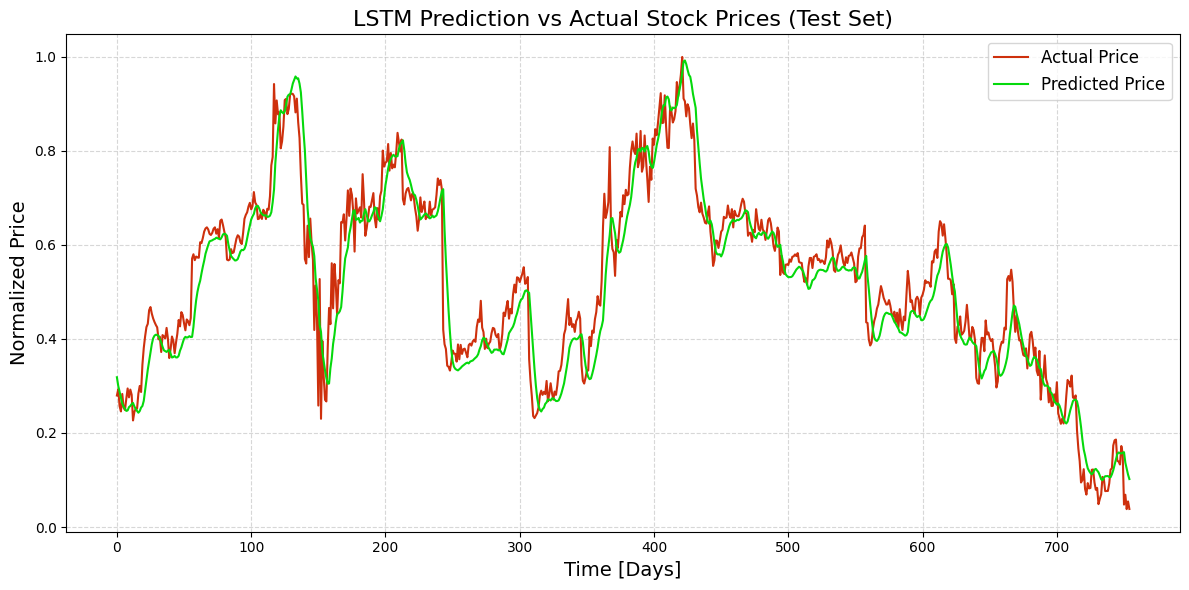 LSTM Prediction vs Actual Stock Prices (Test Set)
Actual Price
Predicted Price
Normalized Price
1.0
0.8
0.6
0.4
0.2
0.0
0 100 200 300 400 500 600 700
Time [Days]